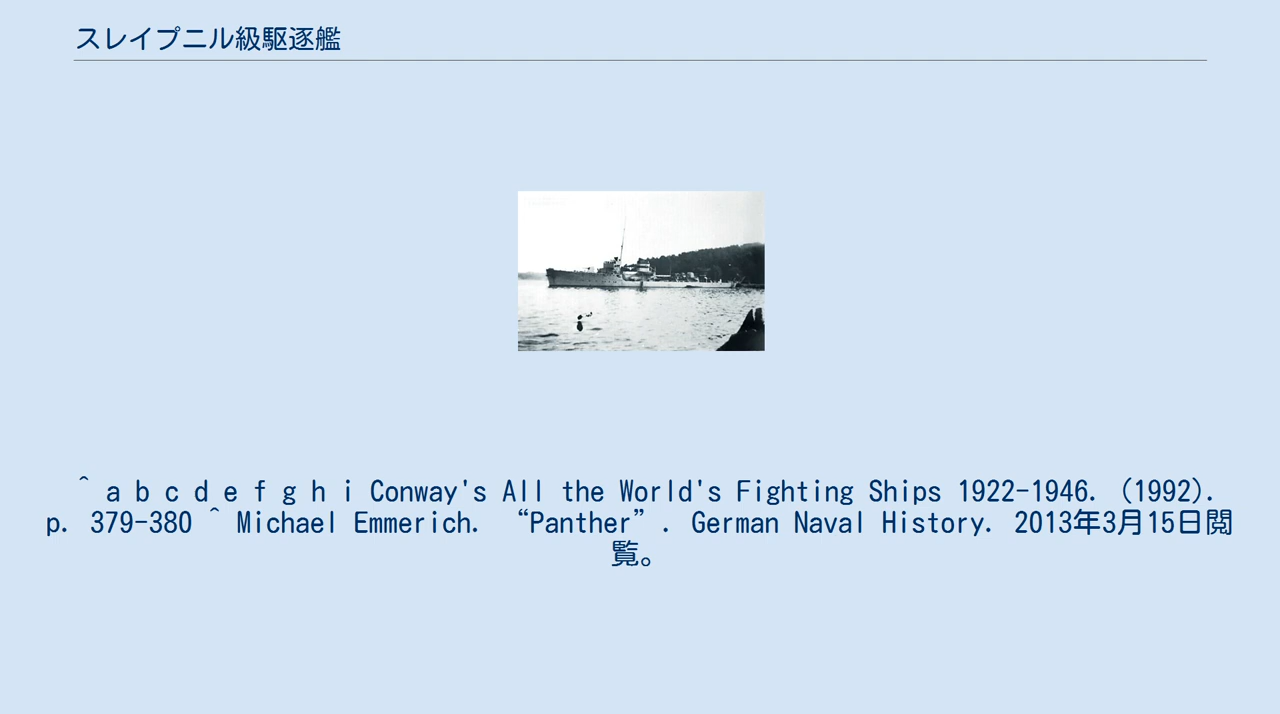 スレイプニル級駆逐艦
^ a b c d e f g h i Conway's All the World's Fighting Ships 1922-1946. (1992).
p. 379-380 ^ Michael Emmerich. “Panther”. German Naval History. 2013年3月15日閲
覧。